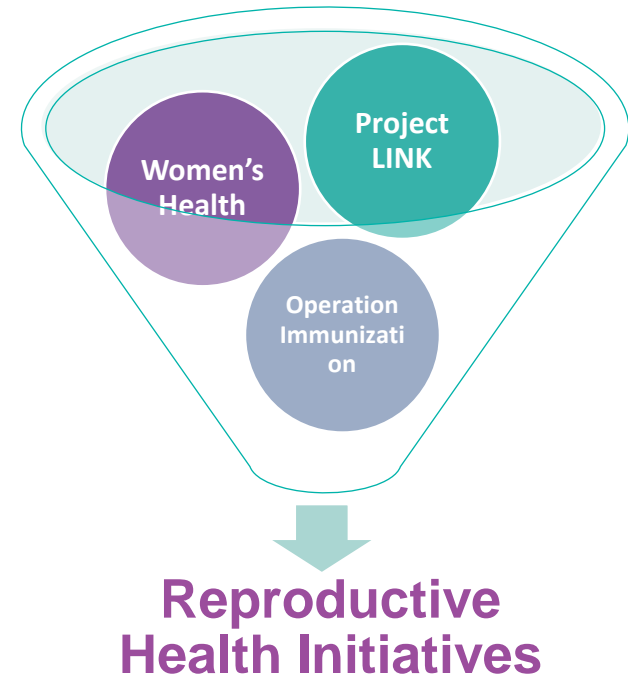 Project
LINK
Women's
Health
Operation
Immunizati
on
Reproductive
Health Initiatives